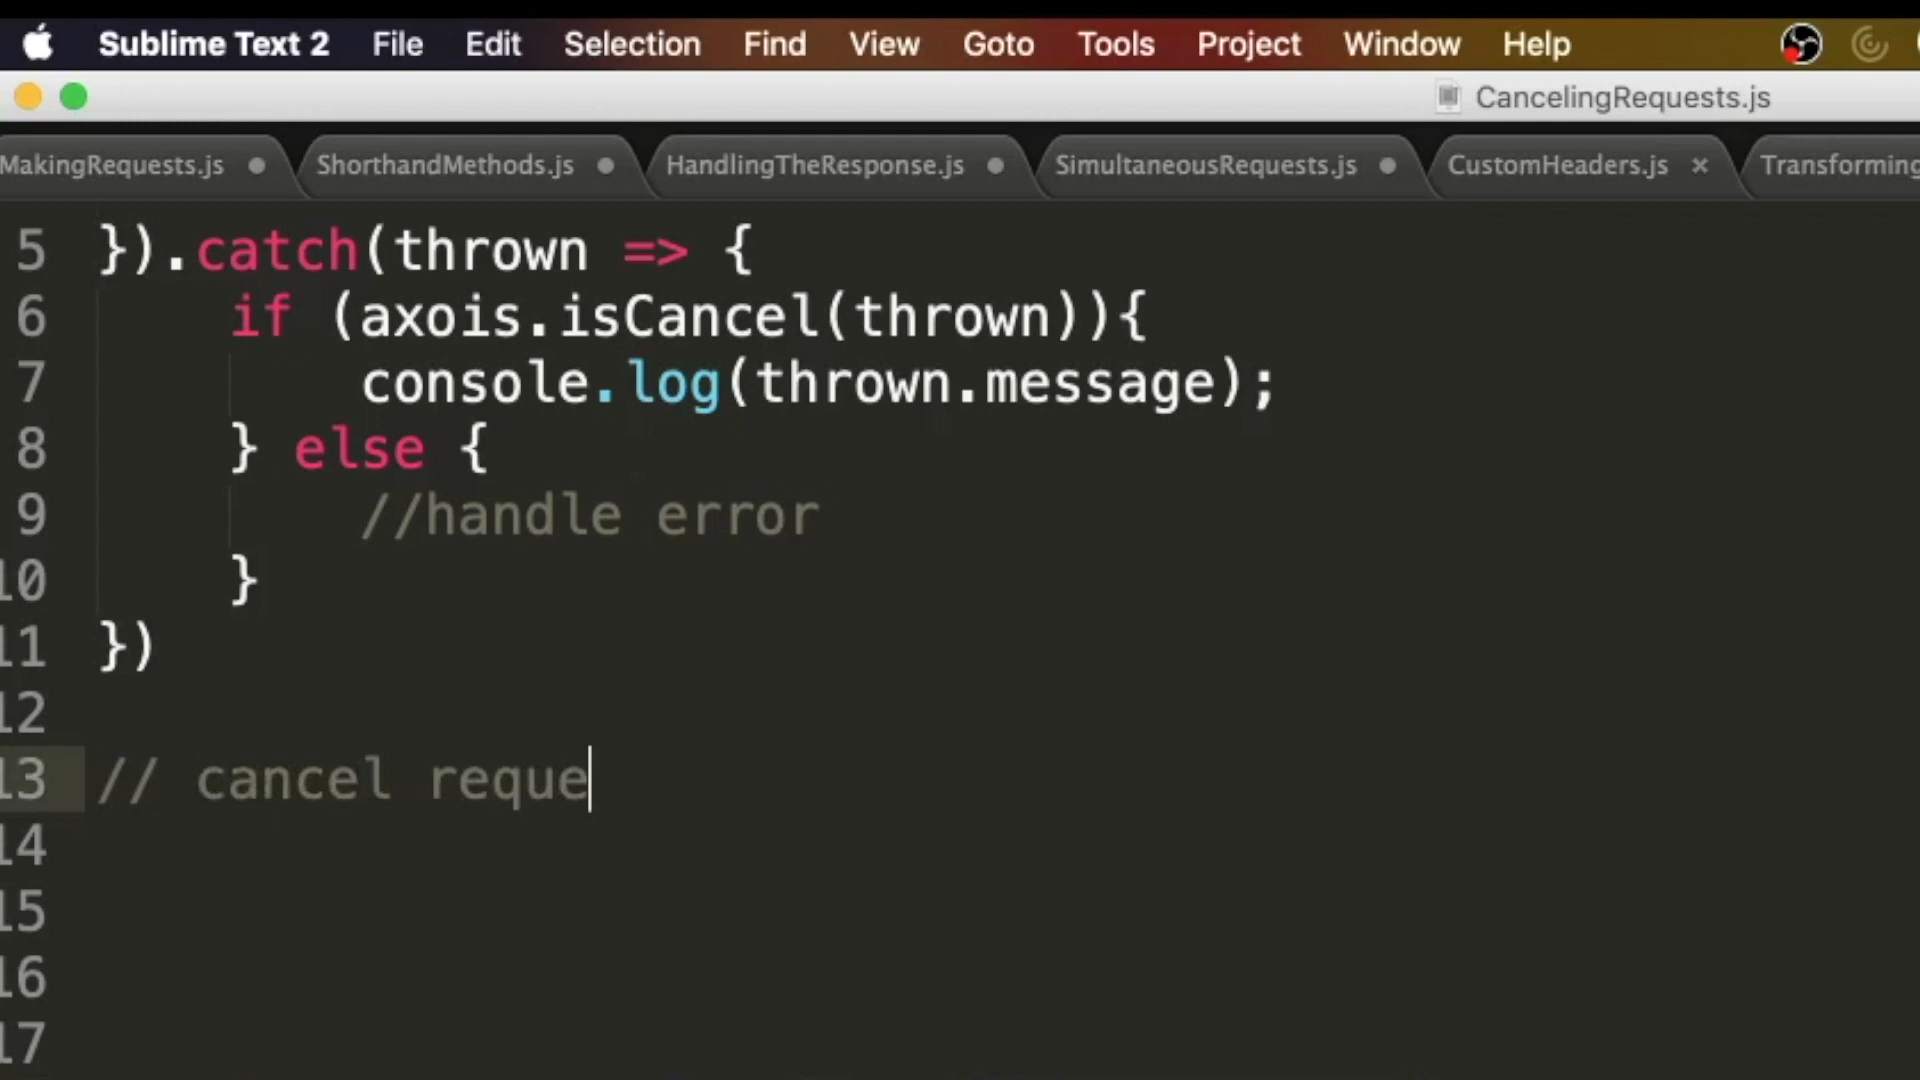 Sublime Text 2 File Edit Selection Find View Goto Tools Project Window Help
CancelingRequests.js
MakingRequests.js ShorthandMethods.js HandlingTheResponse.js SimultaneousRequests.js CustomHeaders.js × Transforming
5 }).catch(thrown => {
6 if (axois.isCancel(thrown)){
7 console.log(thrown.message);
8 } else {
9 //handle error
10 }
11 })
12
13 // cancel reque
14
15
16
17